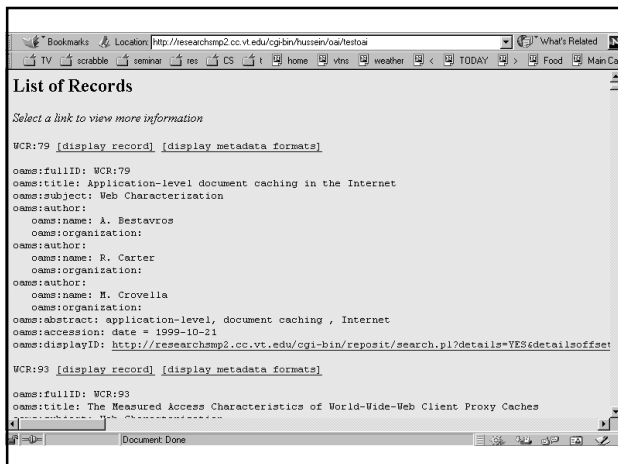 Bookmarks Location: http://researchsmp2.cc.vt.edu/cgi-bin/hussein/oai/testoai What's Related N
TV scrabble seminar res CS t home vtns weather < TODAY > Food Main Ca
List of Records
Select a link to view more information
WCR:79 [display record] [display metadata formats]
oams:fullID: WCR:79
oams:title: Application-level document caching in the Internet
oams:subject: Web Characterization
oams:author:
oams:name: A. Bestavros
oams:organization:
oams:author:
oams:name: R. Carter
oams:organization:
oams:author:
oams:name: M. Crovella
oams:organization:
oams:abstract: application-level, document caching , Internet
oams:accession: date = 1999-10-21
oams:displayID: http://researchsmp2.cc.vt.edu/cgi-bin/reposit/search.pl?details=YES&detailsoffset
WCR:93 [display record] [display metadata formats]
oams:fullID: WCR:93
oams:title: The Measured Access Characteristics of World-Wide-Web Client Proxy Caches
oams:subject: Web Characterization
Document: Done